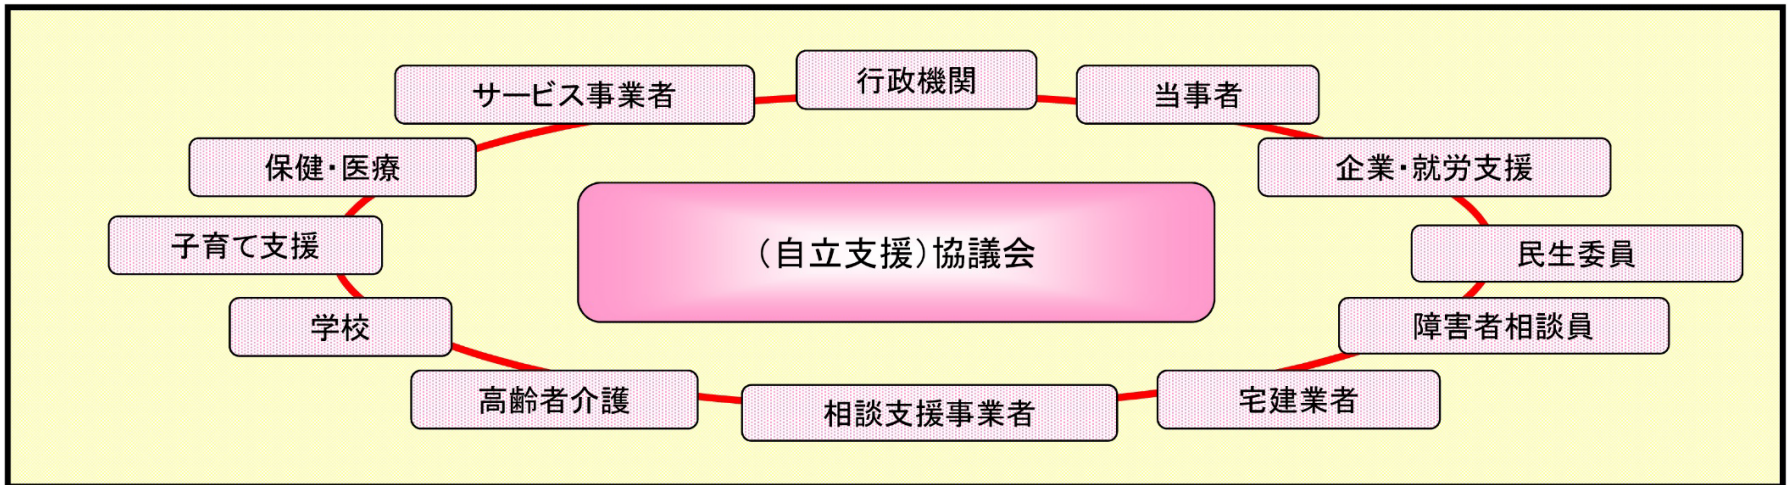 行政機関
サービス事業者
当事者
保健・医療
企業・就労支援
子育て支援
(自立支援)協議会
民生委員
学校
障害者相談員
高齢者介護
相談支援事業者
宅建業者